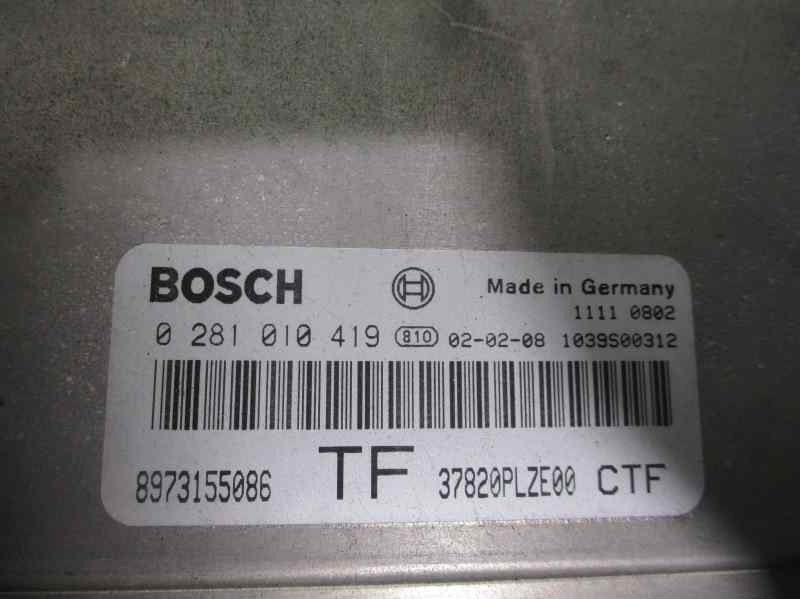 BOSCH Made in Germany
1111 0802
0 281 010 419 810 02-02-08 1039S00312
8973155086 TF 37820PLZE00 CTF